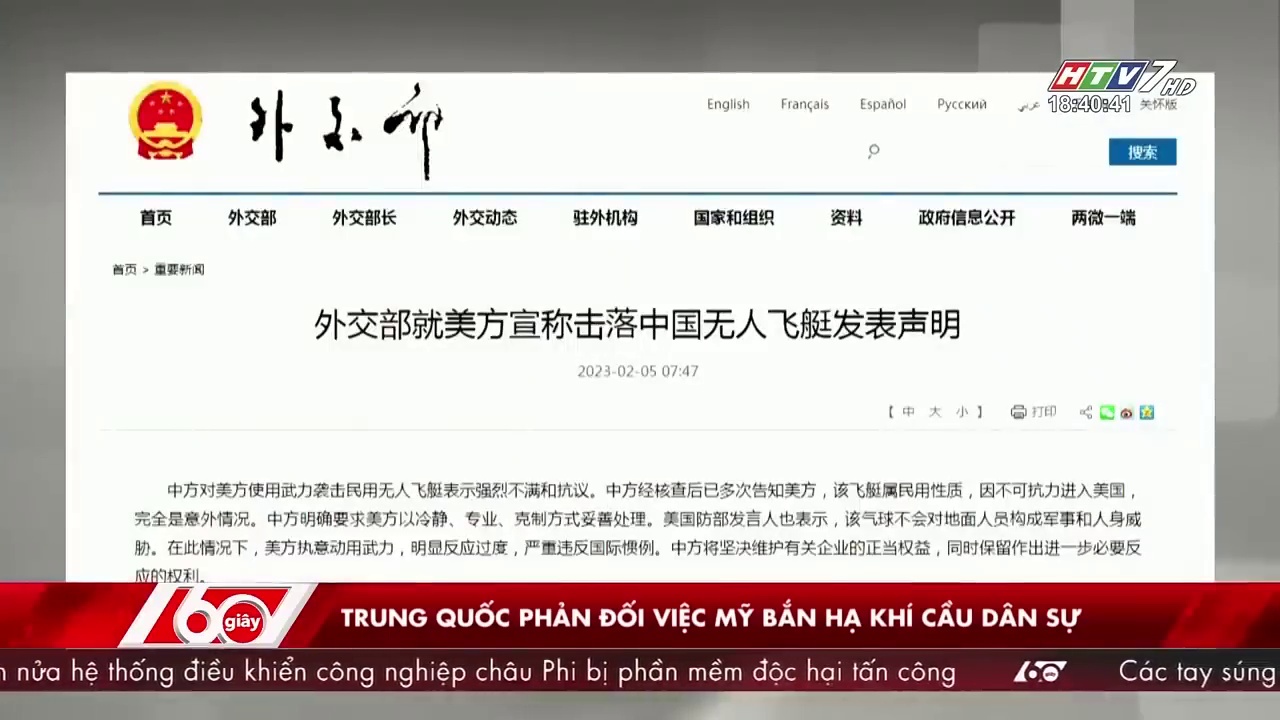 HTV7 HD
18:40:41
外交部
English Français Español Русский عربي 关怀版
搜索
首页 外交部 外交部长 外交动态 驻外机构 国家和组织 资料 政府信息公开 两微一端
首页 > 重要新闻
外交部就美方宣称击落中国无人飞艇发表声明
2023-02-05 07:47
【 中 大 小 】 打印
中方对美方使用武力袭击民用无人飞艇表示强烈不满和抗议。中方经核查后已多次告知美方，该飞艇属民用性质，因不可抗力进入美国，
完全是意外情况。中方明确要求美方以冷静、专业、克制方式妥善处理。美国防部发言人也表示，该气球不会对地面人员构成军事和人身威
胁。在此情况下，美方执意动用武力，明显反应过度，严重违反国际惯例。中方将坚决维护有关企业的正当权益，同时保留作出进一步必要反
应的权利。
60 giây
TRUNG QUỐC PHẢN ĐỐI VIỆC MỸ BẮN HẠ KHÍ CẦU DÂN SỰ
nửa hệ thống điều khiển công nghiệp châu Phi bị phần mềm độc hại tấn công 60 giây Các tay súng